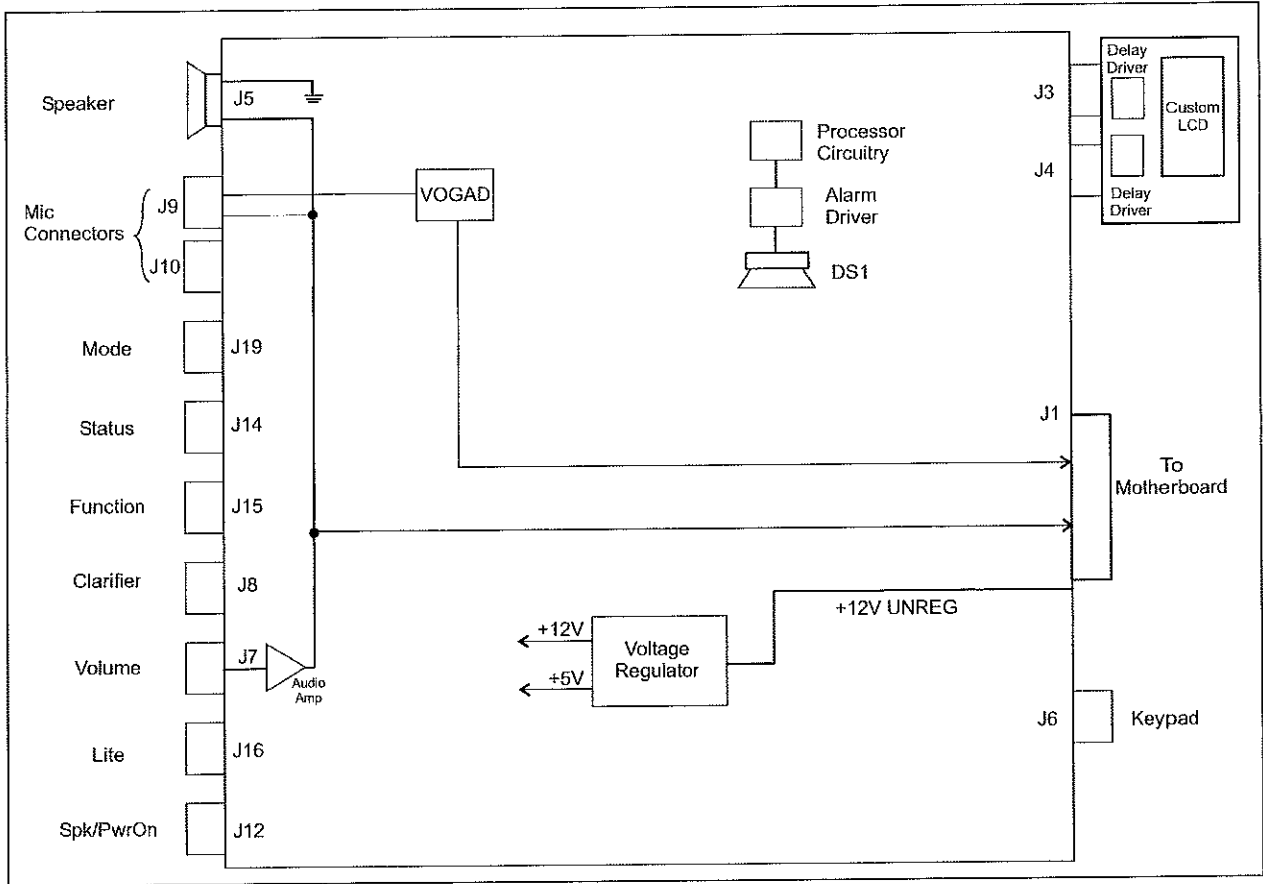 Speaker
J5
Mic
Connectors
J9
J10
Mode
J19
Status
J14
Function
J15
Clarifier
J8
Volume
J7
Audio
Amp
Lite
J16
Spk/PwrOn
J12
VOGAD
Processor
Circuitry
Alarm
Driver
DS1
+12V
+5V
Voltage
Regulator
+12V UNREG
J3
J4
Delay
Driver
Custom
LCD
Delay
Driver
J1
To
Motherboard
J6
Keypad